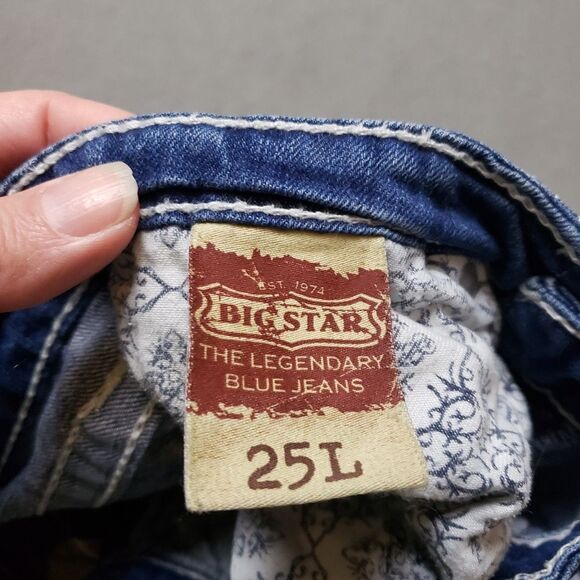 EST. 1974
BIG STAR
THE LEGENDARY
BLUE JEANS
25L